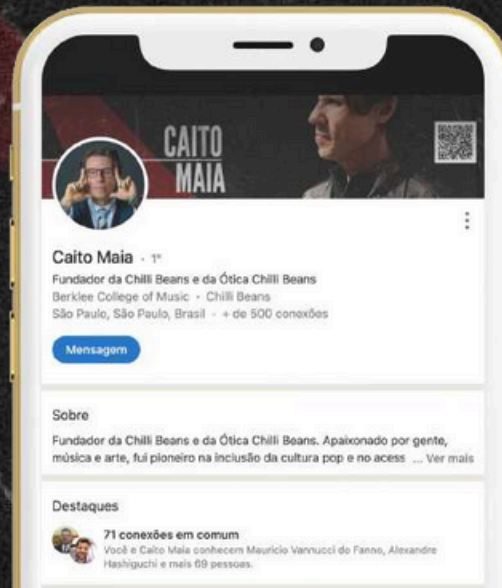 CAITO
MAIA
Caito Maia · 1º
Fundador da Chilli Beans e da Ótica Chilli Beans
Berklee College of Music • Chilli Beans
São Paulo, São Paulo, Brasil · + de 500 conexões
Mensagem
Sobre
Fundador da Chilli Beans e da Ótica Chilli Beans. Apaixonado por gente,
música e arte, fui pioneiro na inclusão da cultura pop e no acess ... Ver mais
Destaques
71 conexões em comum
Você e Caito Maia conhecem Mauricio Vannucci do Fanno, Alexandre
Hashiguchi e mais 69 pessoas.